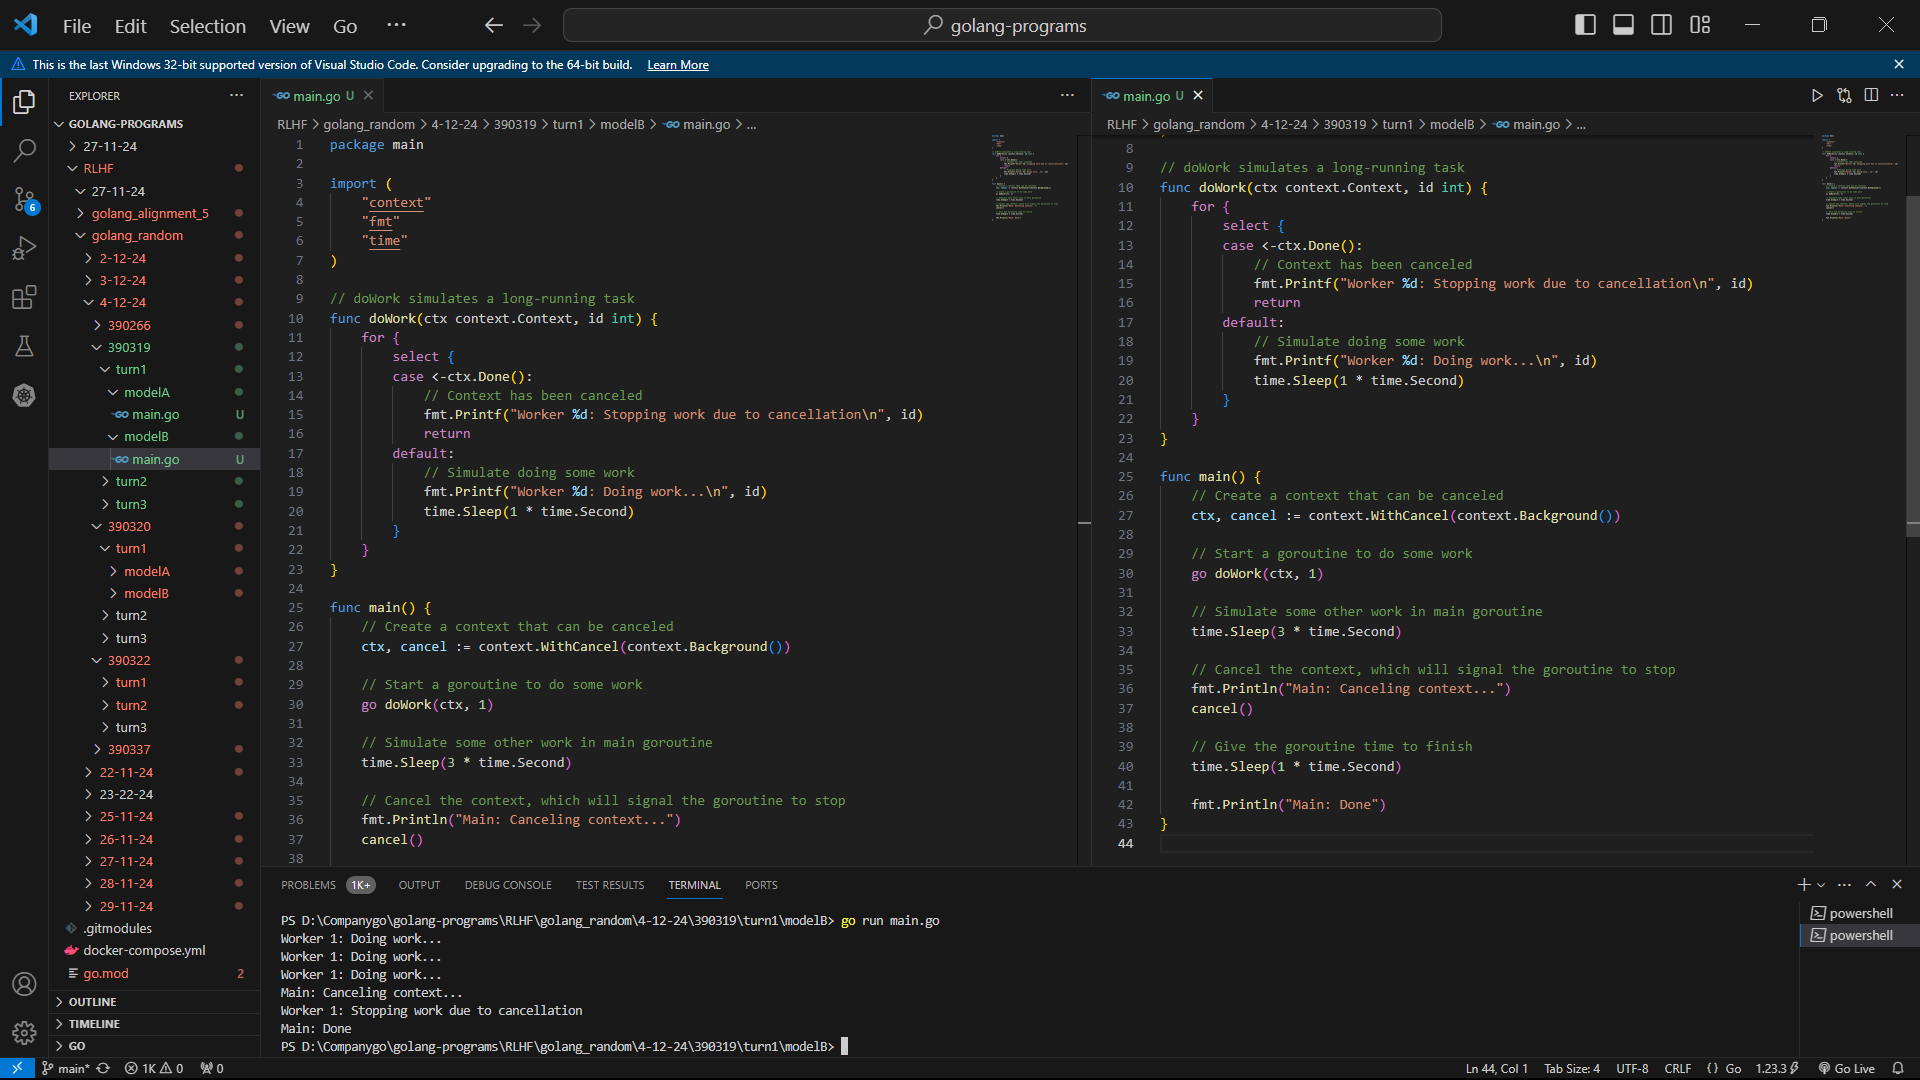 File Edit Selection View Go ···
golang-programs
This is the last Windows 32-bit supported version of Visual Studio Code. Consider upgrading to the 64-bit build. Learn More
EXPLORER
GOLANG-PROGRAMS
27-11-24
RLHF
27-11-24
golang_alignment_5
golang_random
2-12-24
3-12-24
4-12-24
390266
390319
turn1
modelA
main.go U
modelB
main.go U
turn2
turn3
390320
turn1
modelA
modelB
turn2
turn3
390322
turn1
turn2
turn3
390337
22-11-24
23-22-24
25-11-24
26-11-24
27-11-24
28-11-24
29-11-24
.gitmodules
docker-compose.yml
go.mod 2
OUTLINE
TIMELINE
GO
6
main.go U
RLHF > golang_random > 4-12-24 > 390319 > turn1 > modelB > main.go > ...
1 package main
2
3 import (
4 "context"
5 "fmt"
6 "time"
7 )
8
9 // doWork simulates a long-running task
10 func doWork(ctx context.Context, id int) {
11 for {
12 select {
13 case <-ctx.Done():
14 // Context has been canceled
15 fmt.Printf("Worker %d: Stopping work due to cancellation\n", id)
16 return
17 default:
18 // Simulate doing some work
19 fmt.Printf("Worker %d: Doing work...\n", id)
20 time.Sleep(1 * time.Second)
21 }
22 }
23 }
24
25 func main() {
26 // Create a context that can be canceled
27 ctx, cancel := context.WithCancel(context.Background())
28
29 // Start a goroutine to do some work
30 go doWork(ctx, 1)
31
32 // Simulate some other work in main goroutine
33 time.Sleep(3 * time.Second)
34
35 // Cancel the context, which will signal the goroutine to stop
36 fmt.Println("Main: Canceling context...")
37 cancel()
38
main.go U
RLHF > golang_random > 4-12-24 > 390319 > turn1 > modelB > main.go > ...
8
9 // doWork simulates a long-running task
10 func doWork(ctx context.Context, id int) {
11 for {
12 select {
13 case <-ctx.Done():
14 // Context has been canceled
15 fmt.Printf("Worker %d: Stopping work due to cancellation\n", id)
16 return
17 default:
18 // Simulate doing some work
19 fmt.Printf("Worker %d: Doing work...\n", id)
20 time.Sleep(1 * time.Second)
21 }
22 }
23 }
24
25 func main() {
26 // Create a context that can be canceled
27 ctx, cancel := context.WithCancel(context.Background())
28
29 // Start a goroutine to do some work
30 go doWork(ctx, 1)
31
32 // Simulate some other work in main goroutine
33 time.Sleep(3 * time.Second)
34
35 // Cancel the context, which will signal the goroutine to stop
36 fmt.Println("Main: Canceling context...")
37 cancel()
38
39 // Give the goroutine time to finish
40 time.Sleep(1 * time.Second)
41
42 fmt.Println("Main: Done")
43 }
44
PROBLEMS 1K+ OUTPUT DEBUG CONSOLE TEST RESULTS TERMINAL PORTS
PS D:\Companygo\golang-programs\RLHF\golang_random\4-12-24\390319\turn1\modelB> go run main.go
Worker 1: Doing work...
Worker 1: Doing work...
Worker 1: Doing work...
Main: Canceling context...
Worker 1: Stopping work due to cancellation
Main: Done
PS D:\Companygo\golang-programs\RLHF\golang_random\4-12-24\390319\turn1\modelB>
powershell
powershell
main* 1K 0 0 Ln 44, Col 1 Tab Size: 4 UTF-8 CRLF {} Go 1.23.3 Go Live